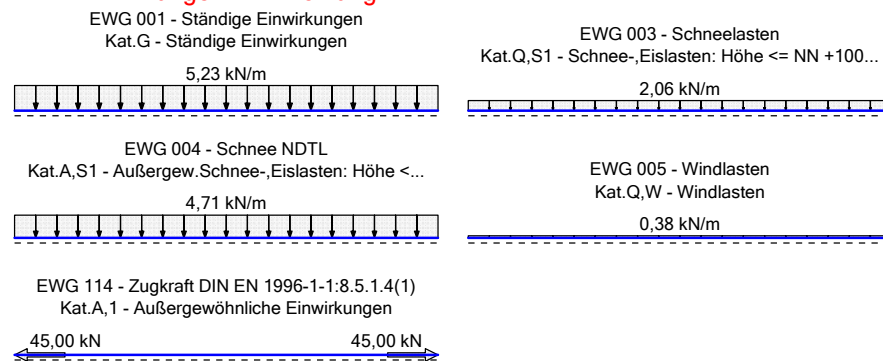 EWG 001 - Ständige Einwirkungen
Kat.G - Ständige Einwirkungen
5,23 kN/m
EWG 003 - Schneelasten
Kat.Q,S1 - Schnee-,Eislasten: Höhe <= NN +100...
2,06 kN/m
EWG 004 - Schnee NDTL
Kat.A,S1 - Außergew.Schnee-,Eislasten: Höhe <...
4,71 kN/m
EWG 005 - Windlasten
Kat.Q,W - Windlasten
0,38 kN/m
EWG 114 - Zugkraft DIN EN 1996-1-1:8.5.1.4(1)
Kat.A,1 - Außergewöhnliche Einwirkungen
45,00 kN 45,00 kN